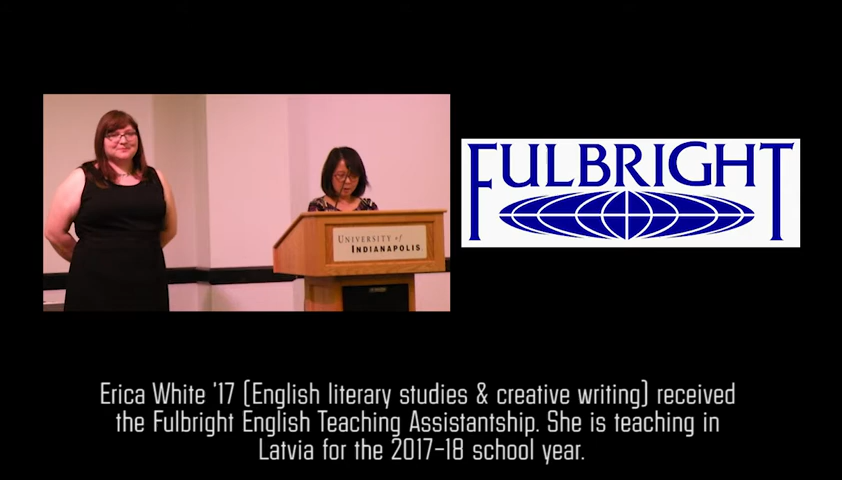 UNIVERSITY of
INDIANAPOLIS
FULBRIGHT
Erica White '17 (English literary studies & creative writing) received
the Fulbright English Teaching Assistantship. She is teaching in
Latvia for the 2017-18 school year.